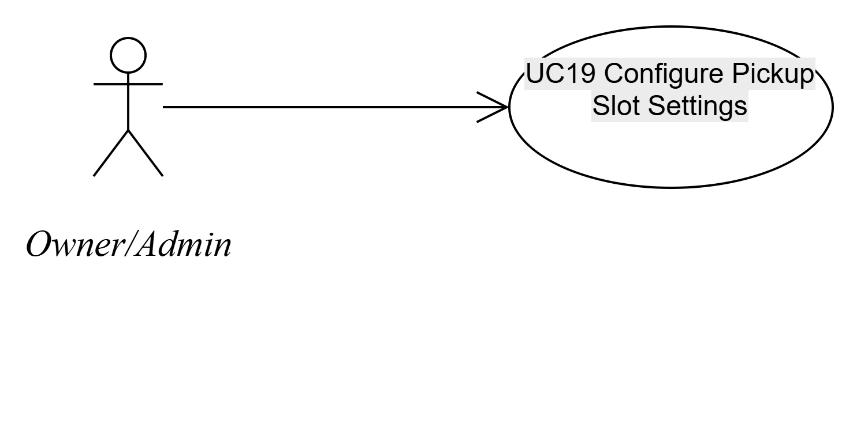 UC19 Configure Pickup
Slot Settings
Owner/Admin